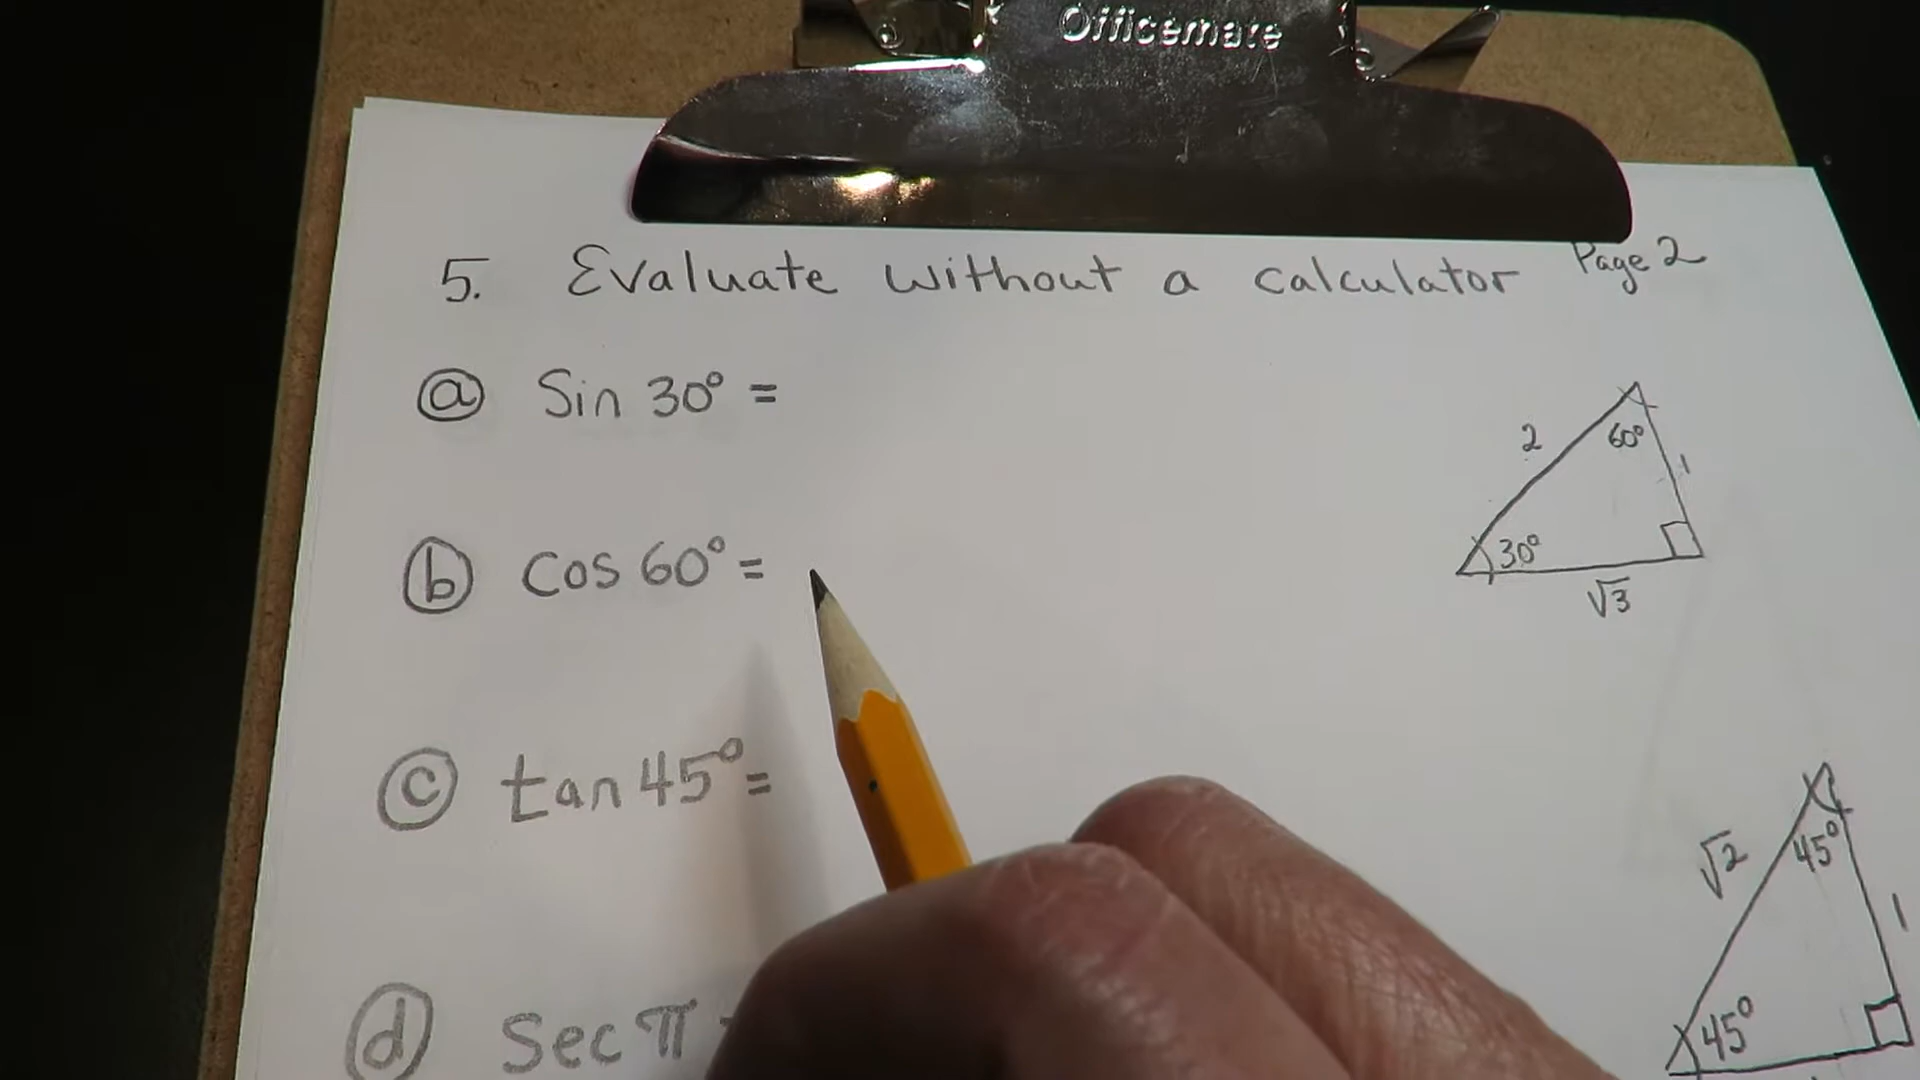 Officemate
5. Evaluate without a calculator Page 2
ⓐ Sin 30° =
2
60°
1
30°
√3
ⓑ cos 60° =
ⓒ tan 45° =
√2
45°
1
45°
ⓓ sec π